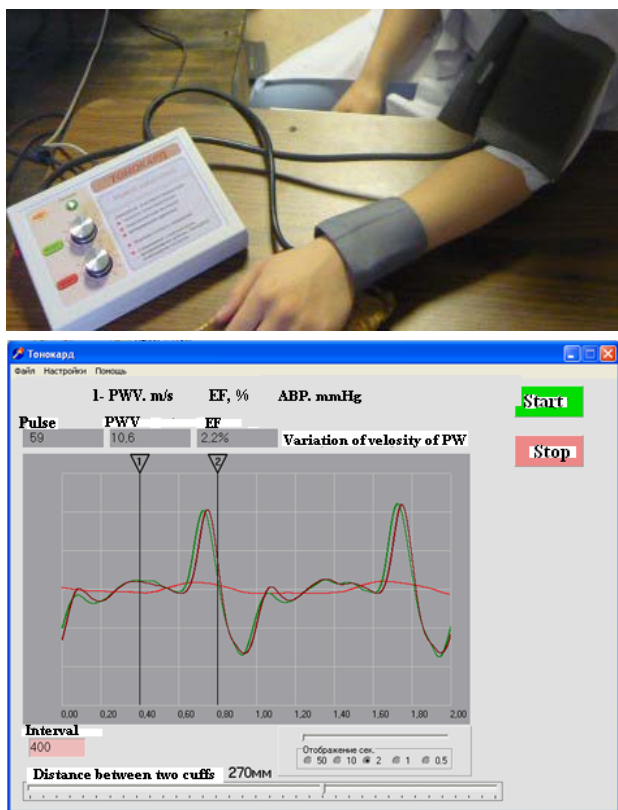 ТОНОКАРД
Тонокард
Файл Настройки Помощь
1- PWV. m/s EF, % ABP. mmHg
Start
Pulse PWV EF
59 10,6 2,2% Variation of velosity of PW
Stop
1 2
0,00 0,20 0,40 0,60 0,80 1,00 1,20 1,40 1,60 1,80 2,00
Interval
400
Отображение сек.
50 10 2 1 0.5
Distance between two cuffs 270мм